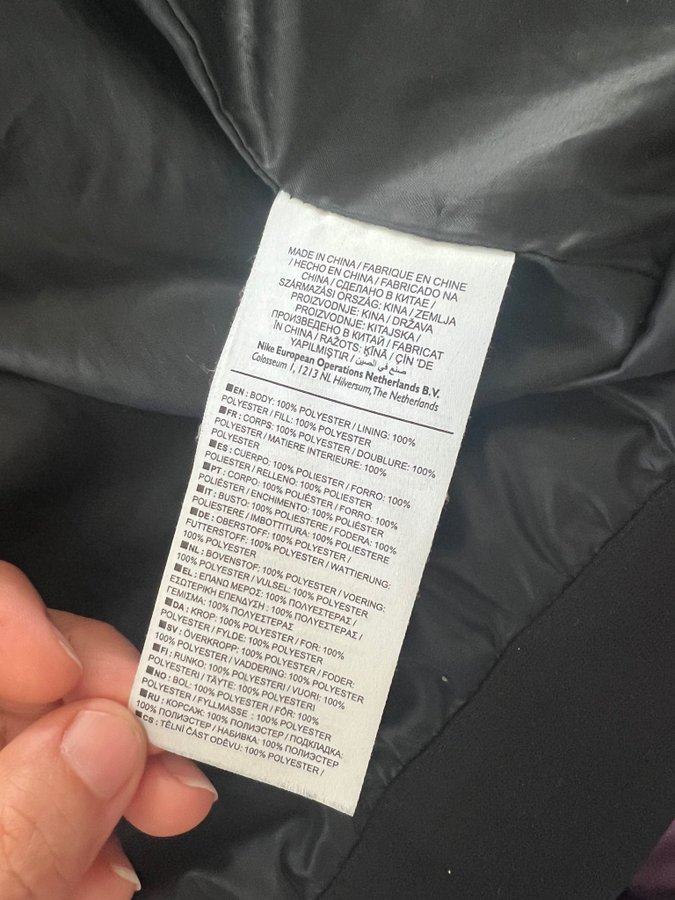 MADE IN CHINA / FABRIQUE EN CHINE
/ HECHO EN CHINA / FABRICADO NA
CHINA / СДЕЛАНО В КИТАЕ /
SZÁRMAZÁSI ORSZÁG: KINA / ZEMLJA
PROIZVODNJE: KINA / DRŽAVA
PROIZVODNJE: KITAJSKA /
ПРОИЗВЕДЕНО В КИТАЙ / FABRICAT
ÎN CHINA / RAŽOTS: ĶĪNĀ / ÇİN 'DE
YAPILMIŞTIR / صنع في الصين
Nike European Operations Netherlands B.V.
Colosseum 1, 1213 NL Hilversum, The Netherlands
■EN : BODY: 100% POLYESTER / LINING: 100%
POLYESTER / FILL: 100% POLYESTER
■FR : CORPS: 100% POLYESTER / DOUBLURE: 100%
POLYESTER / MATIERE INTERIEURE: 100%
POLYESTER
■ES : CUERPO: 100% POLIESTER / FORRO: 100%
POLIESTER / RELLENO: 100% POLIESTER
■PT : CORPO: 100% POLIÉSTER / FORRO: 100%
POLIÉSTER / ENCHIMENTO: 100% POLIÉSTER
■IT : BUSTO: 100% POLIESTERE / FODERA: 100%
POLIESTERE / IMBOTTITURA: 100% POLIESTERE
■DE : OBERSTOFF: 100% POLYESTER /
FUTTERSTOFF: 100% POLYESTER / WATTIERUNG:
100% POLYESTER
■NL : BOVENSTOF: 100% POLYESTER / VOERING:
100% POLYESTER / VULSEL: 100% POLYESTER
■EL : ΕΠΑΝΩ ΜΕΡΟΣ: 100% ΠΟΛΥΕΣΤΕΡΑΣ /
ΕΣΩΤΕΡΙΚΗ ΕΠΕΝΔΥΣΗ : 100% ΠΟΛΥΕΣΤΕΡΑΣ /
ΓΕΜΙΣΜΑ: 100% ΠΟΛΥΕΣΤΕΡΑΣ
■DA : KROP: 100% POLYESTER / FOR: 100%
POLYESTER / FYLDE: 100% POLYESTER
■SV : ÖVERKROPP: 100% POLYESTER / FODER:
100% POLYESTER / VADDERING: 100% POLYESTER
■FI : RUNKO: 100% POLYESTERI / VUORI: 100%
POLYESTERI / TÄYTE: 100% POLYESTERI
■NO : BOL: 100% POLYESTER / FÔR: 100%
POLYESTER / FYLLMASSE : 100% POLYESTER
■RU : КОРСАЖ: 100% ПОЛИЭСТЕР / ПОДКЛАДКА:
100% ПОЛИЭСТЕР / НАБИВКА: 100% ПОЛИЭСТЕР
■CS : TĚLNÍ ČÁST ODĚVU: 100% POLYESTER /